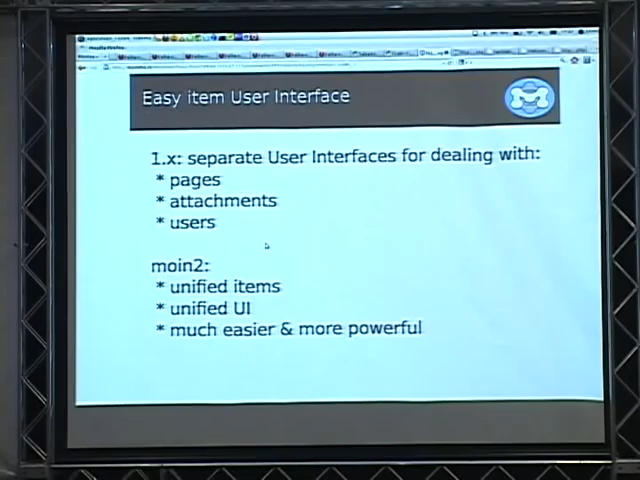 Easy item User Interface
1.x: separate User Interfaces for dealing with:
* pages
* attachments
* users
moin2:
* unified items
* unified UI
* much easier & more powerful